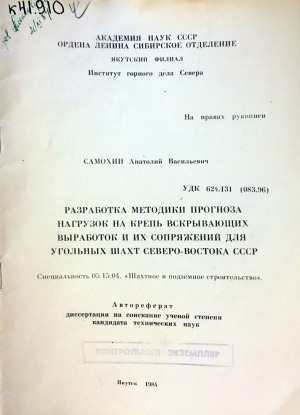 К41910
АКАДЕМИЯ НАУК СССР
ОРДЕНА ЛЕНИНА СИБИРСКОЕ ОТДЕЛЕНИЕ
ЯКУТСКИЙ ФИЛИАЛ
Институт горного дела Севера
На правах рукописи
САМОХИН Анатолий Васильевич
УДК 624.131 (083.96)
РАЗРАБОТКА МЕТОДИКИ ПРОГНОЗА
НАГРУЗОК НА КРЕПЬ ВСКРЫВАЮЩИХ
ВЫРАБОТОК И ИХ СОПРЯЖЕНИЙ ДЛЯ
УГОЛЬНЫХ ШАХТ СЕВЕРО-ВОСТОКА СССР
Специальность 05.15.04. «Шахтное и подземное строительство».
Автореферат
диссертации на соискание ученой степени
кандидата технических наук
КОНТРОЛЬНЫЙ ЭКЗЕМПЛЯР
Якутск 1984